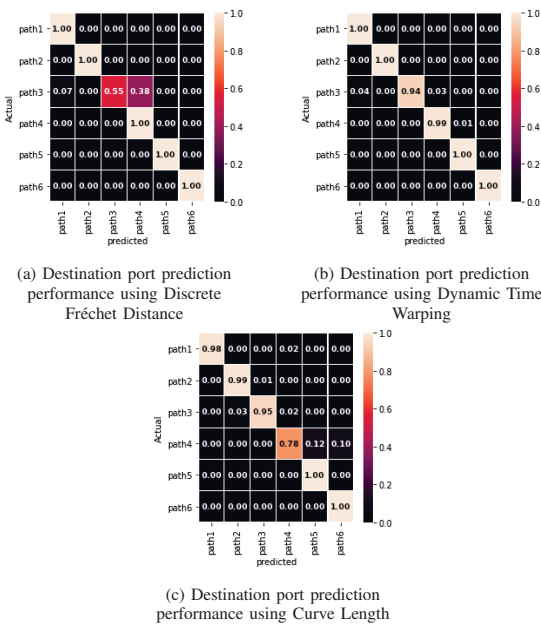 1.0
path1 1.00 0.00 0.00 0.00 0.00 0.00
path2 0.00 1.00 0.00 0.00 0.00 0.00
0.8
path3 0.07 0.00 0.55 0.38 0.00 0.00
0.6
Actual
path4 0.00 0.00 0.00 1.00 0.00 0.00
0.4
path5 0.00 0.00 0.00 0.00 1.00 0.00
0.2
path6 0.00 0.00 0.00 0.00 0.00 1.00
0.0
path1 path2 path3 path4 path5 path6
predicted
(a) Destination port prediction
performance using Discrete
Fréchet Distance
1.0
path1 1.00 0.00 0.00 0.00 0.00 0.00
path2 0.00 1.00 0.00 0.00 0.00 0.00
0.8
path3 0.04 0.00 0.94 0.03 0.00 0.00
0.6
Actual
path4 0.00 0.00 0.00 0.99 0.01 0.00
0.4
path5 0.00 0.00 0.00 0.00 1.00 0.00
0.2
path6 0.00 0.00 0.00 0.00 0.00 1.00
0.0
path1 path2 path3 path4 path5 path6
predicted
(b) Destination port prediction
performance using Dynamic Time
Warping
1.0
path1 0.98 0.00 0.00 0.02 0.00 0.00
path2 0.00 0.99 0.01 0.00 0.00 0.00
0.8
path3 0.00 0.03 0.95 0.02 0.00 0.00
0.6
Actual
path4 0.00 0.00 0.00 0.78 0.12 0.10
0.4
path5 0.00 0.00 0.00 0.00 1.00 0.00
0.2
path6 0.00 0.00 0.00 0.00 0.00 1.00
0.0
path1 path2 path3 path4 path5 path6
predicted
(c) Destination port prediction
performance using Curve Length